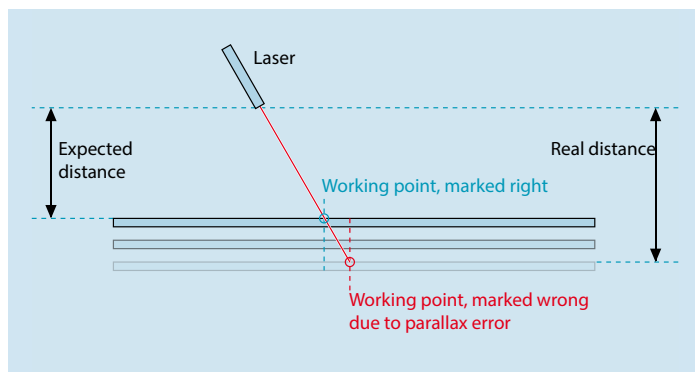 Laser
Expected
distance
Real distance
Working point, marked right
Working point, marked wrong
due to parallax error